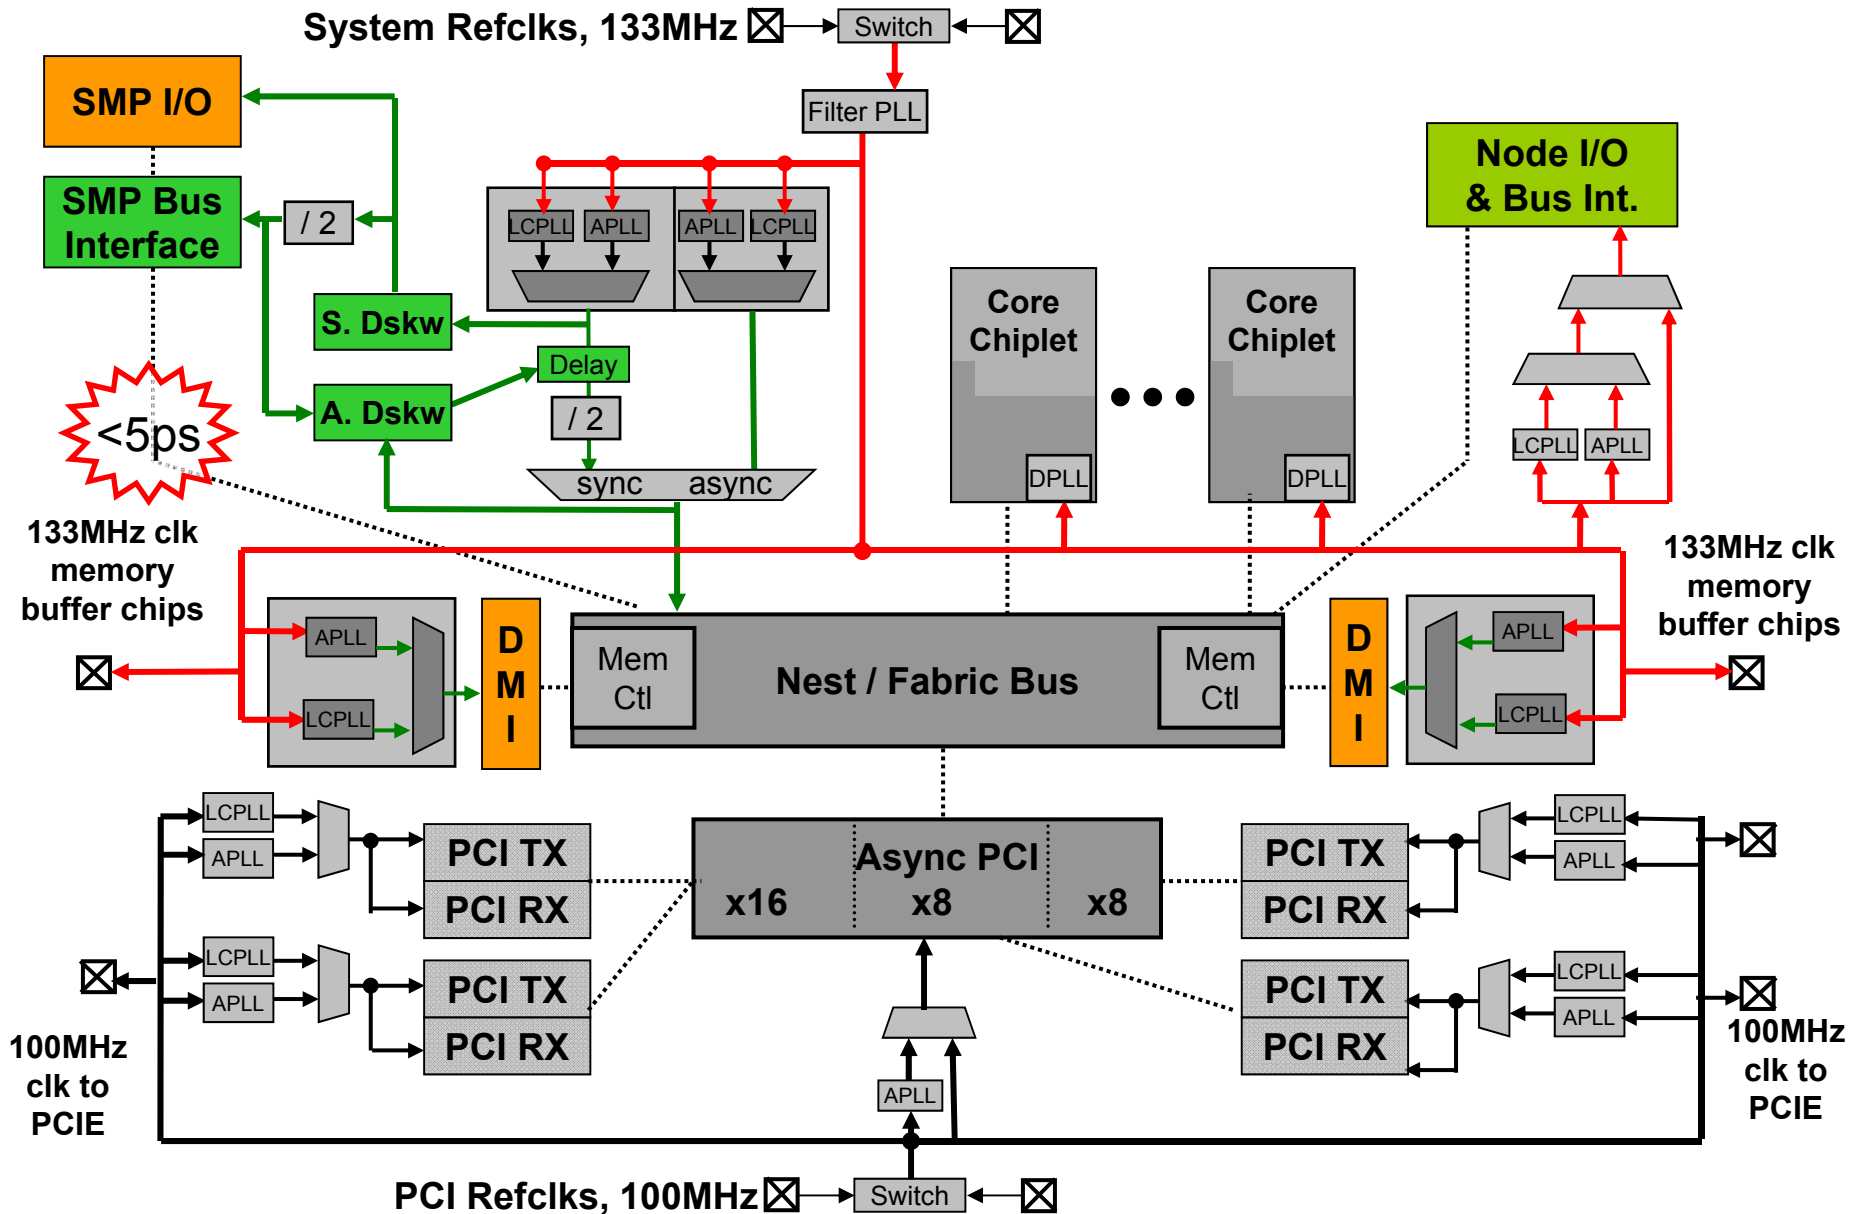 System Refclks, 133MHz
Switch
Filter PLL
SMP I/O
SMP Bus
Interface
/ 2
S. Dskw
A. Dskw
<5ps
LCPLL
APLL
APLL
LCPLL
Delay
/ 2
sync
async
Core
Chiplet
DPLL
Core
Chiplet
DPLL
Node I/O
& Bus Int.
LCPLL
APLL
133MHz clk
memory
buffer chips
APLL
LCPLL
D
M
I
Mem
Ctl
Nest / Fabric Bus
Mem
Ctl
D
M
I
APLL
LCPLL
133MHz clk
memory
buffer chips
LCPLL
APLL
PCI TX
PCI RX
LCPLL
APLL
PCI TX
PCI RX
100MHz
clk to
PCIE
Async PCI
x16
x8
x8
APLL
PCI TX
PCI RX
LCPLL
APLL
PCI TX
PCI RX
LCPLL
APLL
100MHz
clk to
PCIE
PCI Refclks, 100MHz
Switch